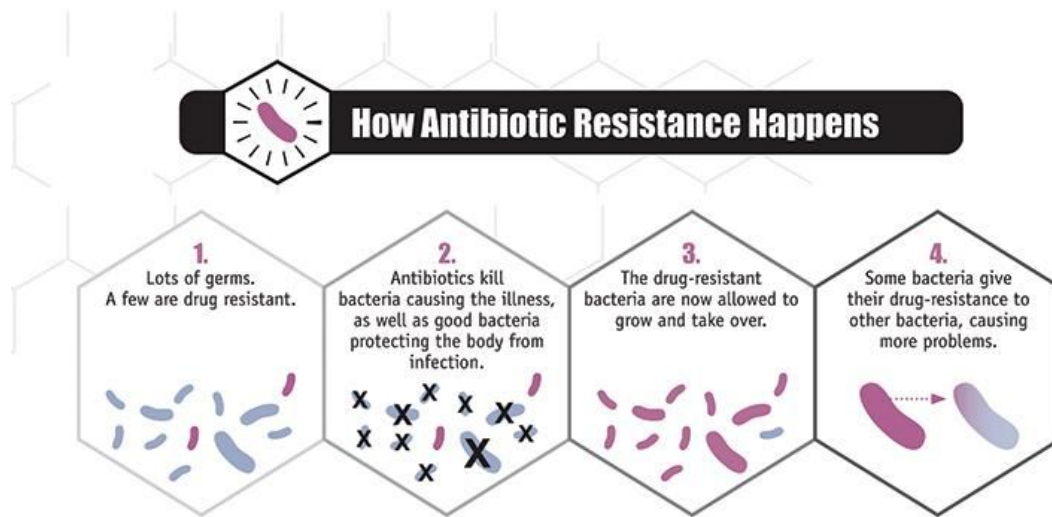 How Antibiotic Resistance Happens
1.
Lots of germs.
A few are drug resistant.
2.
Antibiotics kill
bacteria causing the illness,
as well as good bacteria
protecting the body from
infection.
X X X X X X X X X
3.
The drug-resistant
bacteria are now allowed to
grow and take over.
4.
Some bacteria give
their drug-resistance to
other bacteria, causing
more problems.